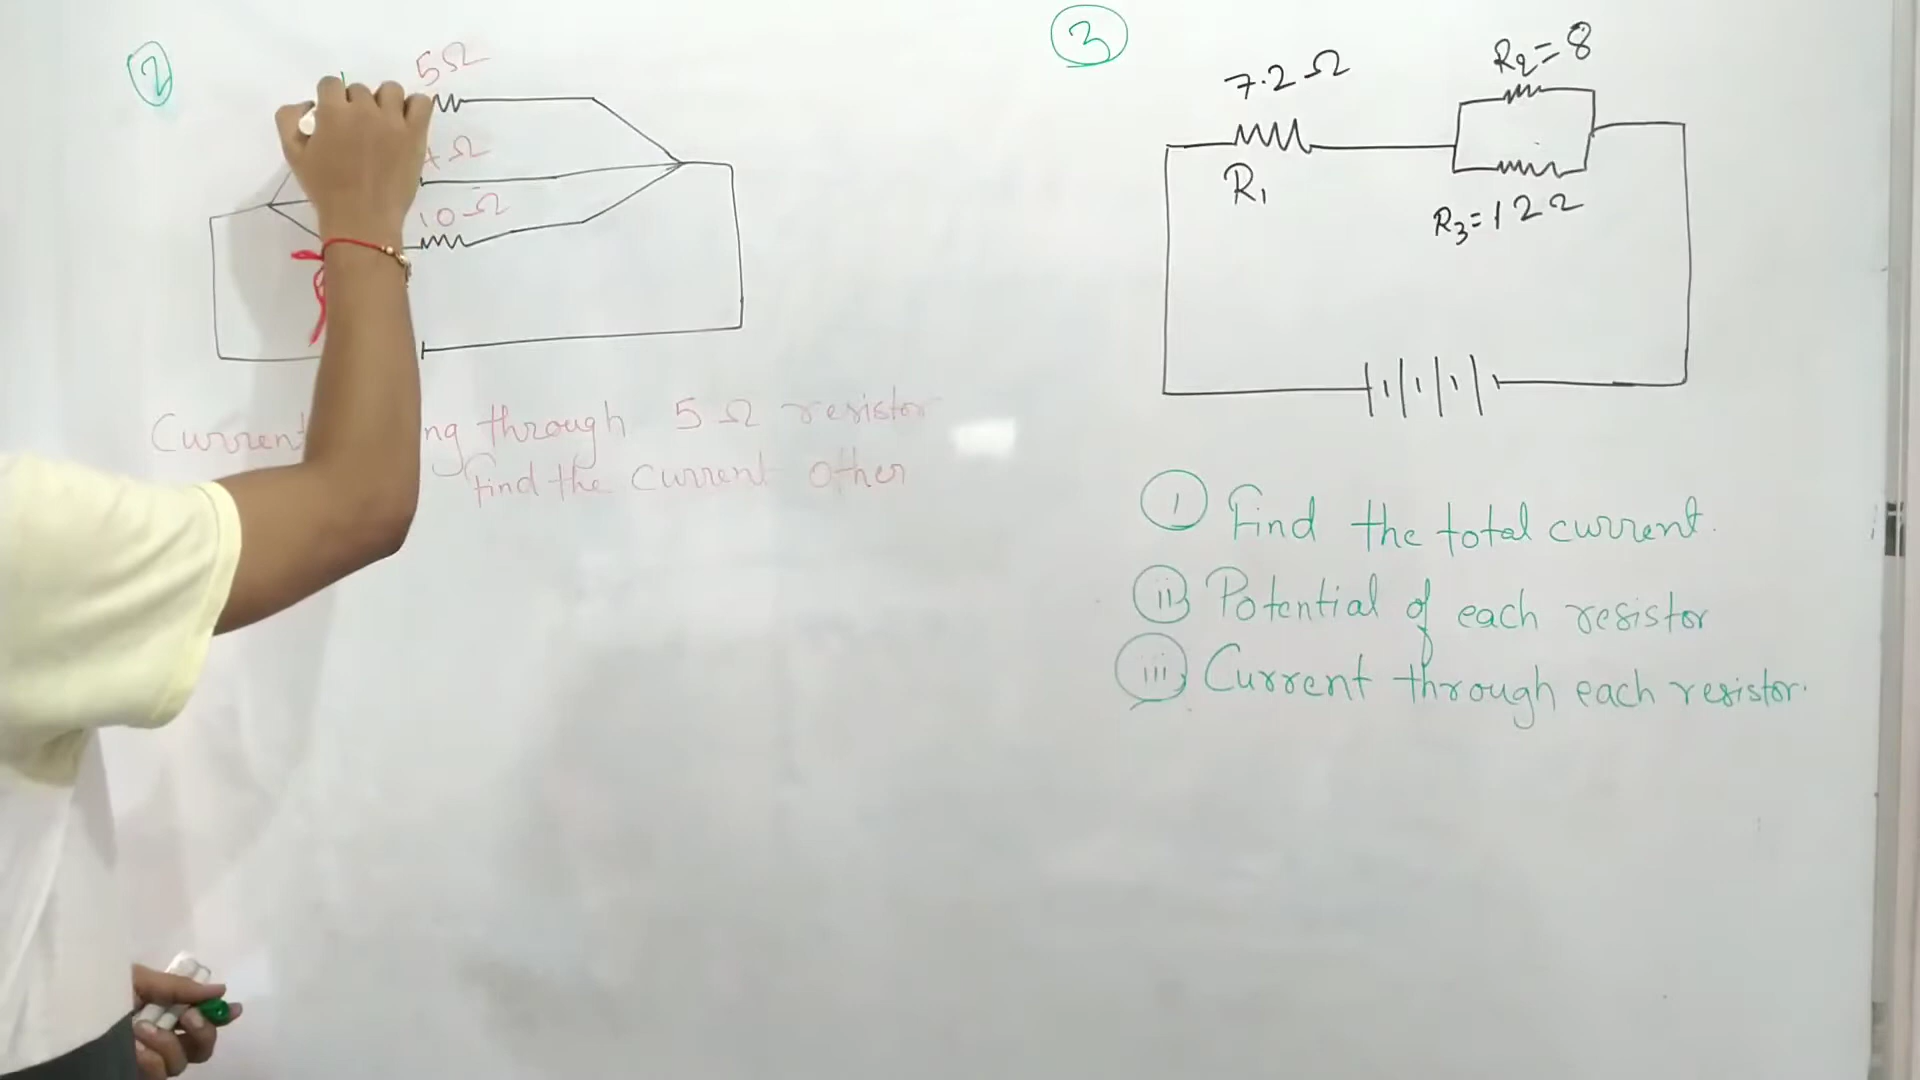 2
5Ω
Ω
10Ω
Current ng through 5Ω resistor
find the current other
3
7.2Ω
R₁
R₂=8
R₃=12Ω
i Find the total current.
ii Potential of each resistor
iii Current through each resistor.